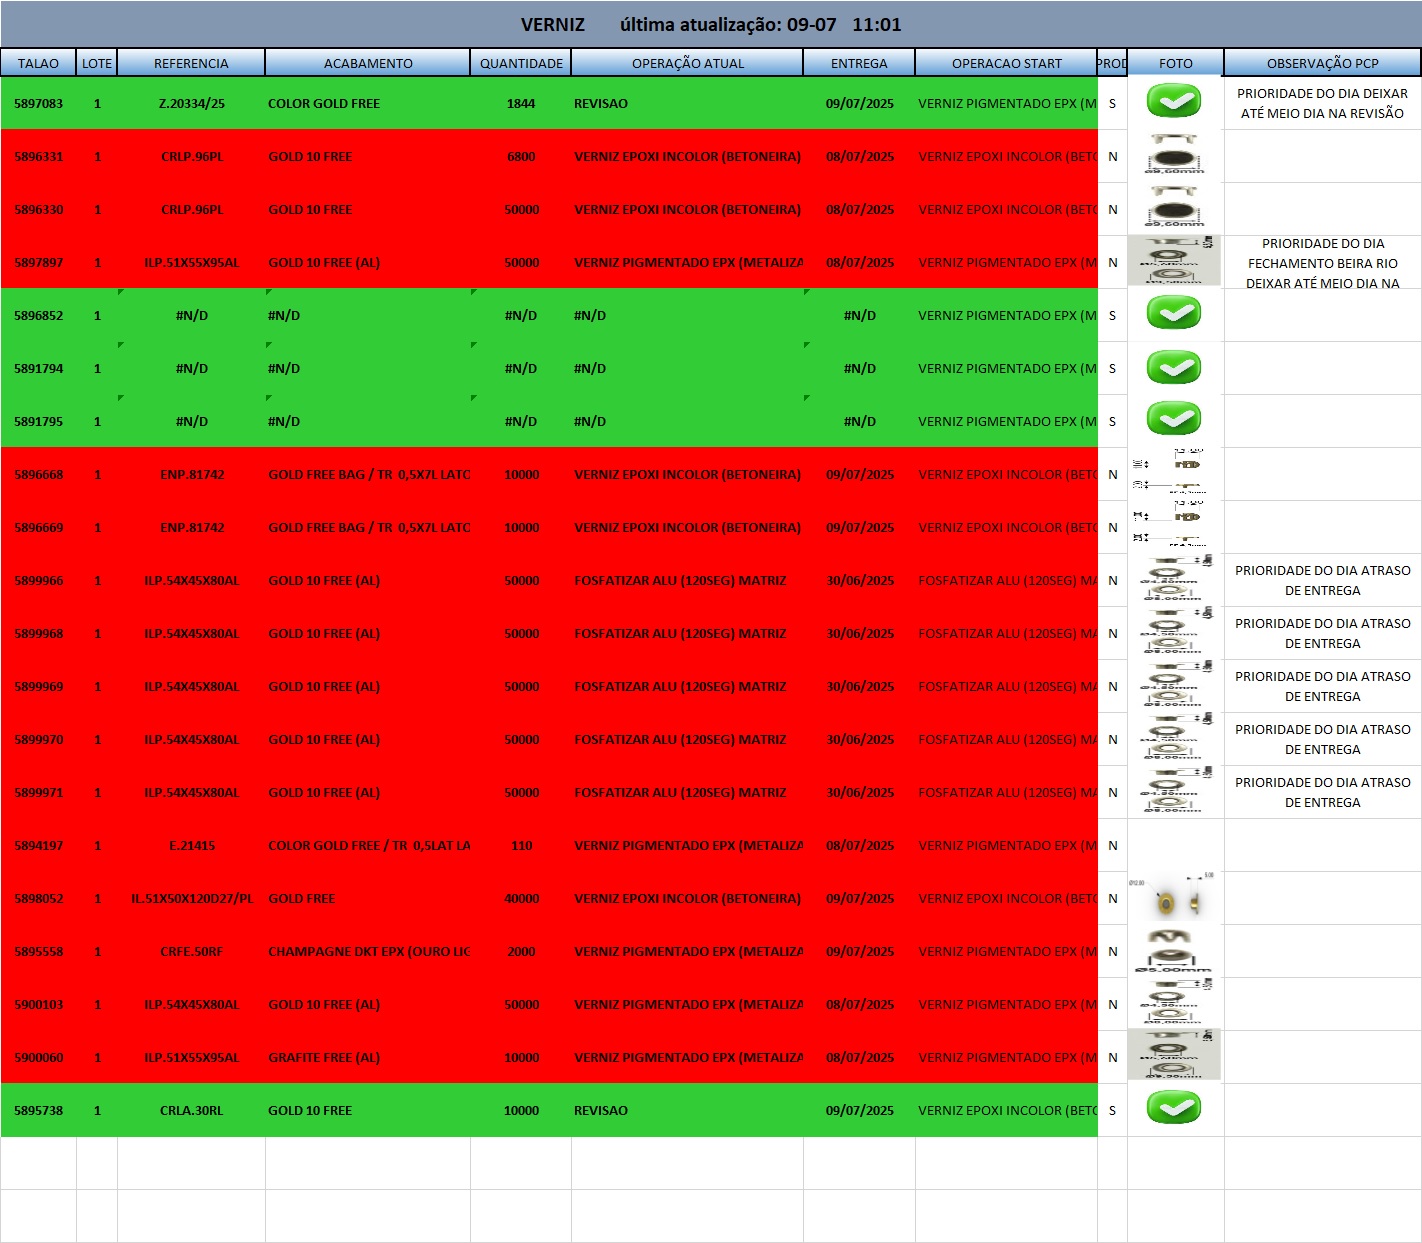 VERNIZ última atualização: 09-07 11:01
TALAO LOTE REFERENCIA ACABAMENTO QUANTIDADE OPERAÇÃO ATUAL ENTREGA OPERACAO START PROD FOTO OBSERVAÇÃO PCP
5897083 1 Z.20334/25 COLOR GOLD FREE 1844 REVISAO 09/07/2025 VERNIZ PIGMENTADO EPX (M S PRIORIDADE DO DIA DEIXAR
ATÉ MEIO DIA NA REVISÃO
5896331 1 CRLP.96PL GOLD 10 FREE 6800 VERNIZ EPOXI INCOLOR (BETONEIRA) 08/07/2025 VERNIZ EPOXI INCOLOR (BETO N
ø9,60mm
5896330 1 CRLP.96PL GOLD 10 FREE 50000 VERNIZ EPOXI INCOLOR (BETONEIRA) 08/07/2025 VERNIZ EPOXI INCOLOR (BETO N
ø9,60mm
5897897 1 ILP.51X55X95AL GOLD 10 FREE (AL) 50000 VERNIZ PIGMENTADO EPX (METALIZA 08/07/2025 VERNIZ PIGMENTADO EPX (M N PRIORIDADE DO DIA
FECHAMENTO BEIRA RIO
DEIXAR ATÉ MEIO DIA NA
5896852 1 #N/D #N/D #N/D #N/D #N/D VERNIZ PIGMENTADO EPX (M S
5891794 1 #N/D #N/D #N/D #N/D #N/D VERNIZ PIGMENTADO EPX (M S
5891795 1 #N/D #N/D #N/D #N/D #N/D VERNIZ PIGMENTADO EPX (M S
5896668 1 ENP.81742 GOLD FREE BAG / TR 0,5X7L LATO 10000 VERNIZ EPOXI INCOLOR (BETONEIRA) 09/07/2025 VERNIZ EPOXI INCOLOR (BETO N
5896669 1 ENP.81742 GOLD FREE BAG / TR 0,5X7L LATO 10000 VERNIZ EPOXI INCOLOR (BETONEIRA) 09/07/2025 VERNIZ EPOXI INCOLOR (BETO N
5899966 1 ILP.54X45X80AL GOLD 10 FREE (AL) 50000 FOSFATIZAR ALU (120SEG) MATRIZ 30/06/2025 FOSFATIZAR ALU (120SEG) MA N PRIORIDADE DO DIA ATRASO
DE ENTREGA
5899968 1 ILP.54X45X80AL GOLD 10 FREE (AL) 50000 FOSFATIZAR ALU (120SEG) MATRIZ 30/06/2025 FOSFATIZAR ALU (120SEG) MA N PRIORIDADE DO DIA ATRASO
DE ENTREGA
5899969 1 ILP.54X45X80AL GOLD 10 FREE (AL) 50000 FOSFATIZAR ALU (120SEG) MATRIZ 30/06/2025 FOSFATIZAR ALU (120SEG) MA N PRIORIDADE DO DIA ATRASO
DE ENTREGA
5899970 1 ILP.54X45X80AL GOLD 10 FREE (AL) 50000 FOSFATIZAR ALU (120SEG) MATRIZ 30/06/2025 FOSFATIZAR ALU (120SEG) MA N PRIORIDADE DO DIA ATRASO
DE ENTREGA
5899971 1 ILP.54X45X80AL GOLD 10 FREE (AL) 50000 FOSFATIZAR ALU (120SEG) MATRIZ 30/06/2025 FOSFATIZAR ALU (120SEG) MA N PRIORIDADE DO DIA ATRASO
DE ENTREGA
5894197 1 E.21415 COLOR GOLD FREE / TR 0,5LAT LA 110 VERNIZ PIGMENTADO EPX (METALIZA 08/07/2025 VERNIZ PIGMENTADO EPX (M N
5898052 1 IL.51X50X120D27/PL GOLD FREE 40000 VERNIZ EPOXI INCOLOR (BETONEIRA) 09/07/2025 VERNIZ EPOXI INCOLOR (BETO N
5895558 1 CRFE.50RF CHAMPAGNE DKT EPX (OURO LIG 2000 VERNIZ PIGMENTADO EPX (METALIZA 09/07/2025 VERNIZ PIGMENTADO EPX (M N
Ø5,00mm
5900103 1 ILP.54X45X80AL GOLD 10 FREE (AL) 50000 VERNIZ PIGMENTADO EPX (METALIZA 08/07/2025 VERNIZ PIGMENTADO EPX (M N
5900060 1 ILP.51X55X95AL GRAFITE FREE (AL) 10000 VERNIZ PIGMENTADO EPX (METALIZA 08/07/2025 VERNIZ PIGMENTADO EPX (M N
5895738 1 CRLA.30RL GOLD 10 FREE 10000 REVISAO 09/07/2025 VERNIZ EPOXI INCOLOR (BETO S